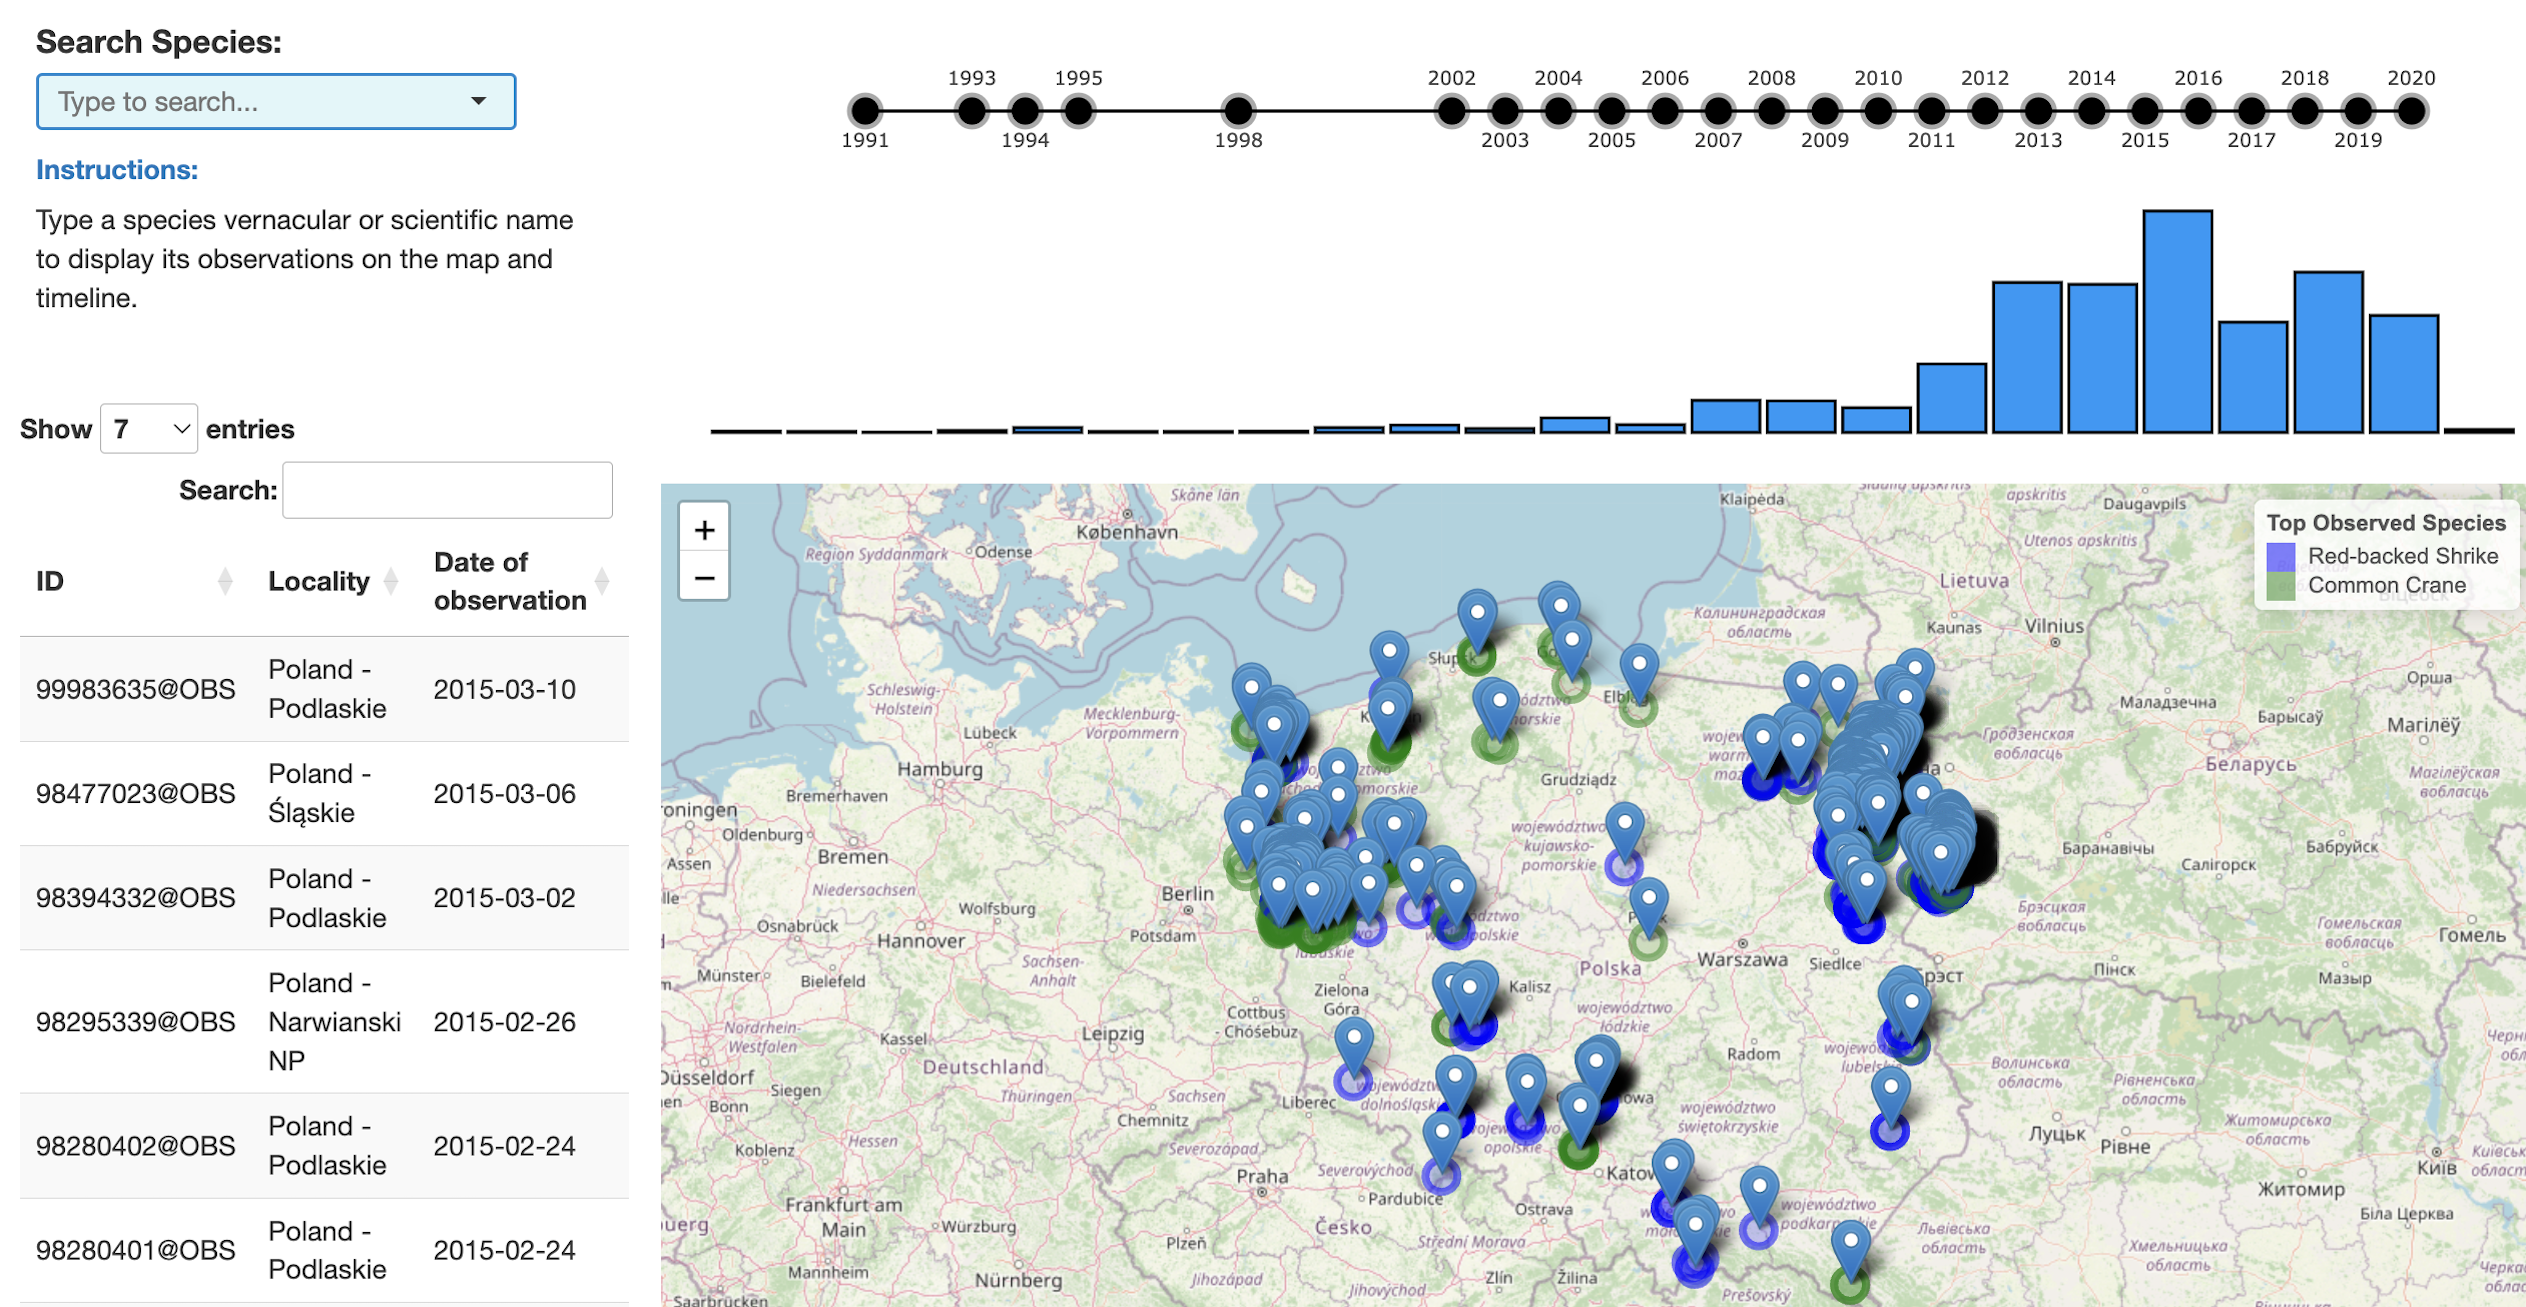 Search Species:
Type to search...
Instructions:
Type a species vernacular or scientific name
to display its observations on the map and
timeline.
1993 1995 2002 2004 2006 2008 2010 2012 2014 2016 2018 2020
1991 1994 1998 2003 2005 2007 2009 2011 2013 2015 2017 2019
Show 7 entries
Search:
ID Locality Date of
observation
99983635@OBS Poland -
Podlaskie 2015-03-10
98477023@OBS Poland -
Śląskie 2015-03-06
98394332@OBS Poland -
Podlaskie 2015-03-02
98295339@OBS Poland -
Narwianski
NP 2015-02-26
98280402@OBS Poland -
Podlaskie 2015-02-24
98280401@OBS Poland -
Podlaskie 2015-02-24
+
−
Top Observed Species
Red-backed Shrike
Common Crane
Skåne län
Klaipėda
apskritis
Daugavpils
København
Region Syddanmark
Odense
Utenos apskritis
Lietuva
Калининградская
область
Kaunas
Vilnius
Schleswig-
Holstein
Mecklenburg-
Vorpommern
Lübeck
Hamburg
Bremerhaven
Oldenburg
Assen
Bremen
Niedersachsen
Berlin
Wolfsburg
Osnabrück
Hannover
Potsdam
Sachsen-
Anhalt
Münster
Bielefeld
Grudziądz
województwo
kujawsko-
pomorskie
Орша
Маладзечна
Барысаў
Магілёў
Гродзенская
вобласць
Беларусь
Магілёўская
вобласць
Баранавічы
Салігорск
Бабруйск
Брэсцкая
вобласць
Гомельская
вобласць
Гомель
Пінск
Мазыр
Warszawa
Siedlce
Polska
Kalisz
Zielona
Góra
województwo
łódzkie
Cottbus
- Chóśebuz
Nordrhein-
Westfalen
Kassel
Leipzig
Deutschland
Düsseldorf
Siegen
Bonn
Thüringen
Sachsen
Chemnitz
Liberec
Radom
Волинська
область
Рівненська
область
województwo
świętokrzyskie
Житомирська
область
Луцьк
Рівне
Київ
Житомир
Біла Церква
Koblenz
Hessen
Severozápad
Praha
Severovýchod
Pardubice
opolskie
Frankfurt am
Main
Würzburg
Česko
Ostrava
województwo
Львівська
область
Хмельницька
область
Plzeň
Střední Morava
Mannheim
Nürnberg
Jihozápad
Jihovýchod
Zlín
Žilina
Prešovský
Saarbrücken